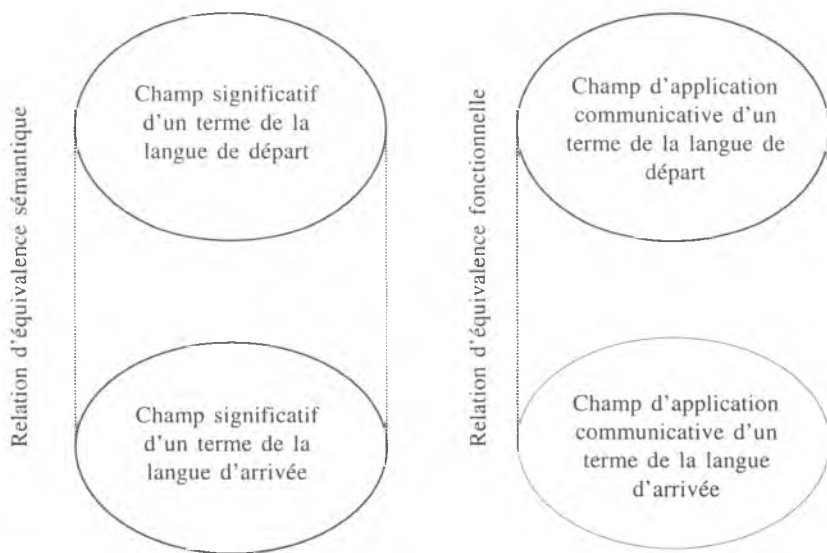 Relation d'équivalence sémantique
Champ significatif
d'un terme de la
langue de départ
Champ significatif
d'un terme de la
langue d'arrivée
Relation d'équivalence fonctionnelle
Champ d'application
communicative d'un
terme de la langue de
départ
Champ d'application
communicative d'un
terme de la langue
d'arrivée